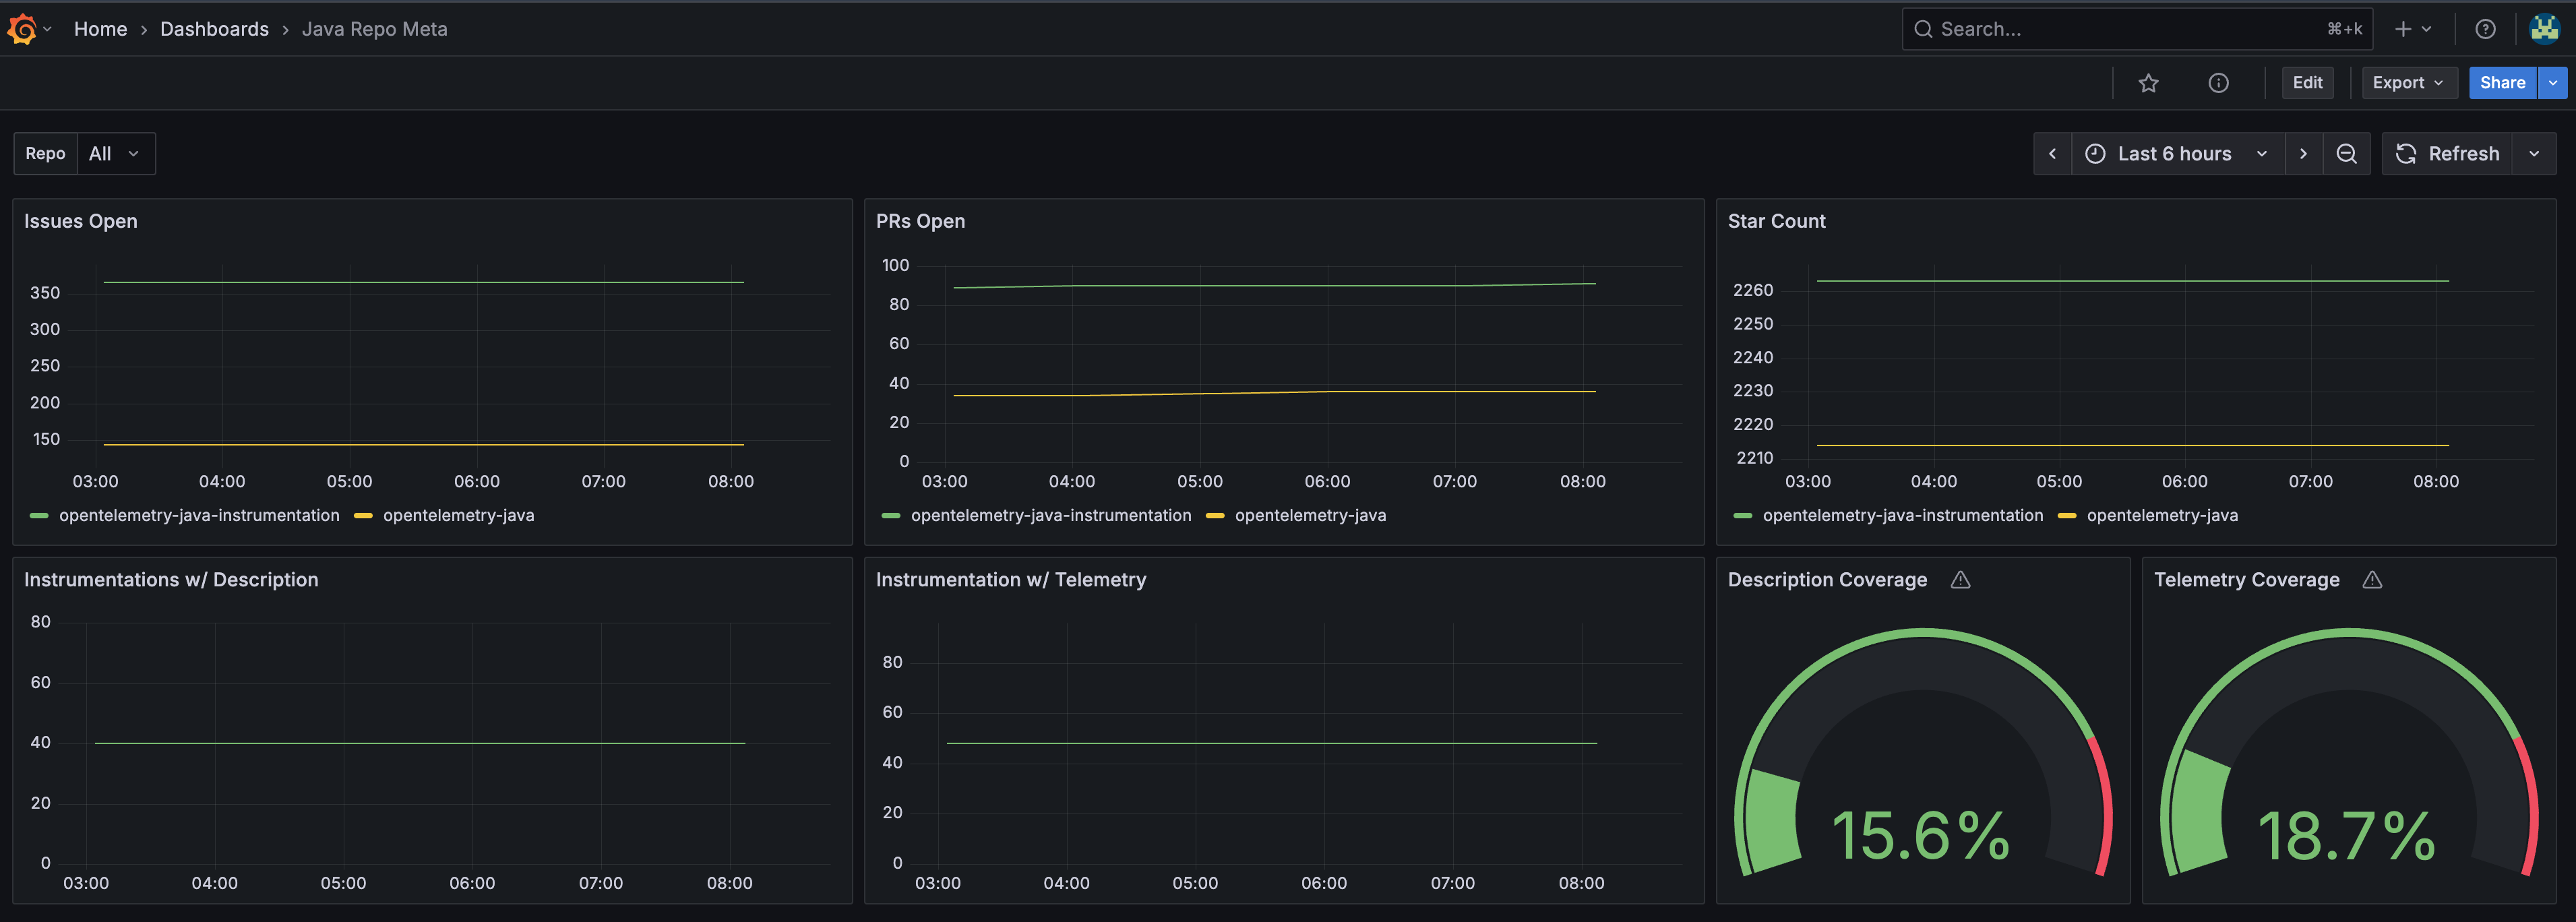 Home › Dashboards › Java Repo Meta
Search... ⌘+k
Edit Export Share
Repo All
Last 6 hours Refresh
Issues Open
350
300
250
200
150
03:00 04:00 05:00 06:00 07:00 08:00
opentelemetry-java-instrumentation opentelemetry-java
PRs Open
100
80
60
40
20
0
03:00 04:00 05:00 06:00 07:00 08:00
opentelemetry-java-instrumentation opentelemetry-java
Star Count
2260
2250
2240
2230
2220
2210
03:00 04:00 05:00 06:00 07:00 08:00
opentelemetry-java-instrumentation opentelemetry-java
Instrumentations w/ Description
80
60
40
20
0
03:00 04:00 05:00 06:00 07:00 08:00
Instrumentation w/ Telemetry
80
60
40
20
0
03:00 04:00 05:00 06:00 07:00 08:00
Description Coverage
15.6%
Telemetry Coverage
18.7%